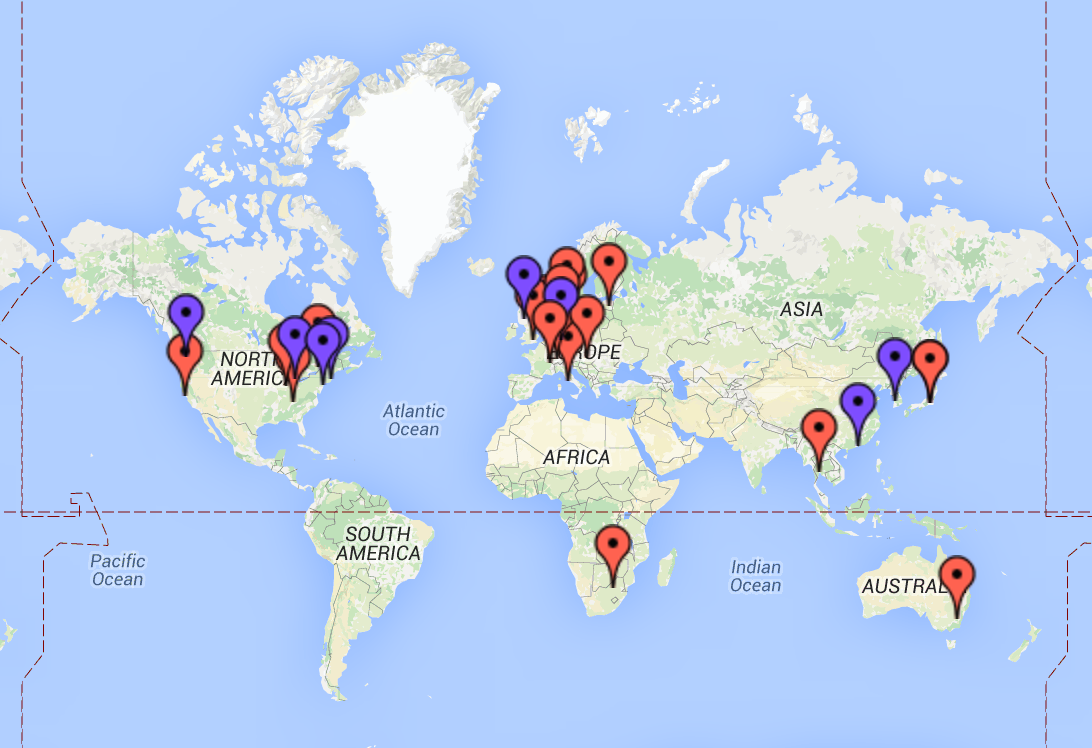 ASIA
NORTH
AMERICA
EUROPE
Atlantic
Ocean
AFRICA
SOUTH
AMERICA
Pacific
Ocean
Indian
Ocean
AUSTRAL